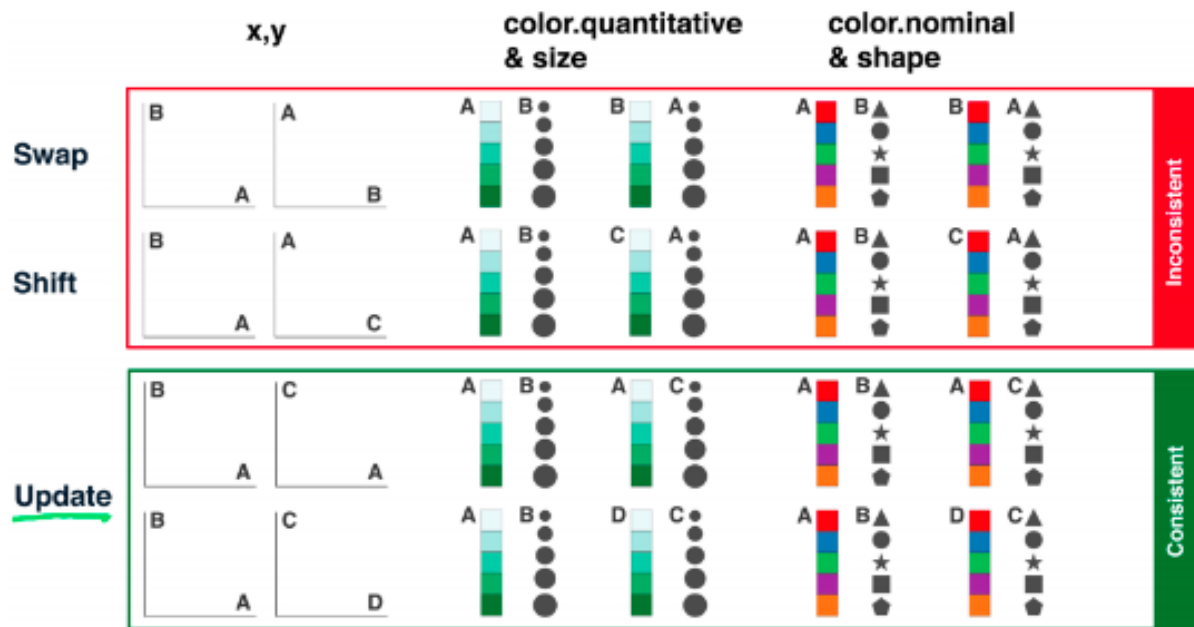 x,y color.quantitative & size color.nominal & shape
B A A B B A A B B A
Swap
A B
B A A B C A A B C A
Shift
A C
Inconsistent
B C A B A C A B A C
A A
Update
B C A B D C A B D C
A D
Consistent